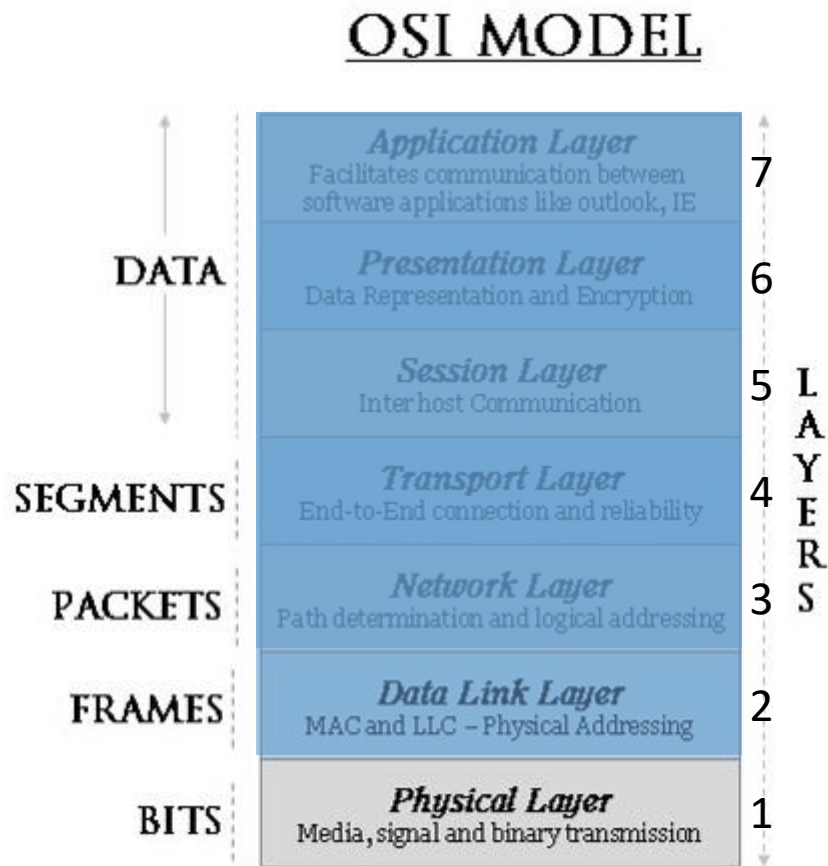 OSI MODEL
Application Layer
Facilitates communication between
software applications like outlook, IE
7
DATA
Presentation Layer
Data Representation and Encryption
6
Session Layer
Interhost Communication
5
SEGMENTS
Transport Layer
End-to-End connection and reliability
4
PACKETS
Network Layer
Path determination and logical addressing
3
FRAMES
Data Link Layer
MAC and LLC – Physical Addressing
2
BITS
Physical Layer
Media, signal and binary transmission
1
LAYERS